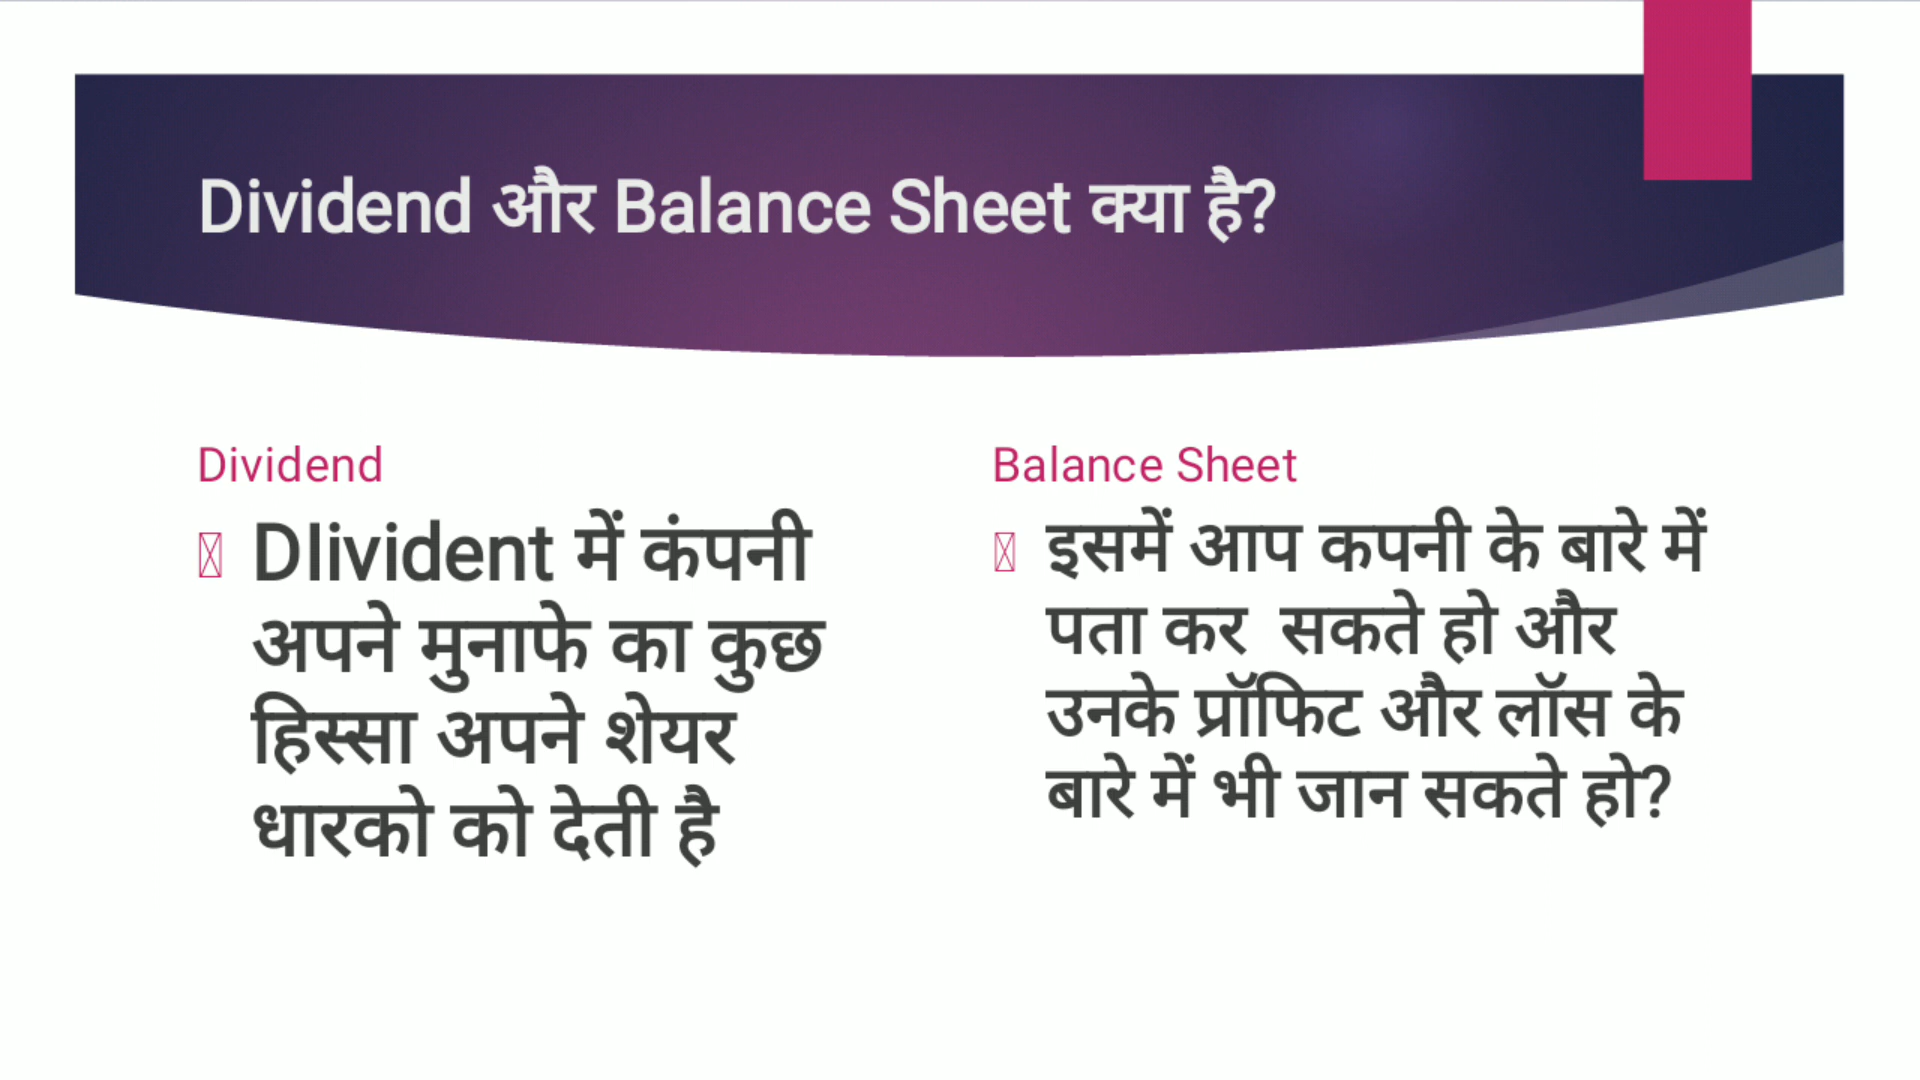 Dividend और Balance Sheet क्या है?
Dividend
DIivident में कंपनी
अपने मुनाफे का कुछ
हिस्सा अपने शेयर
धारको को देती है
Balance Sheet
इसमें आप कपनी के बारे में
पता कर  सकते हो और
उनके प्रॉफिट और लॉस के
बारे में भी जान सकते हो?